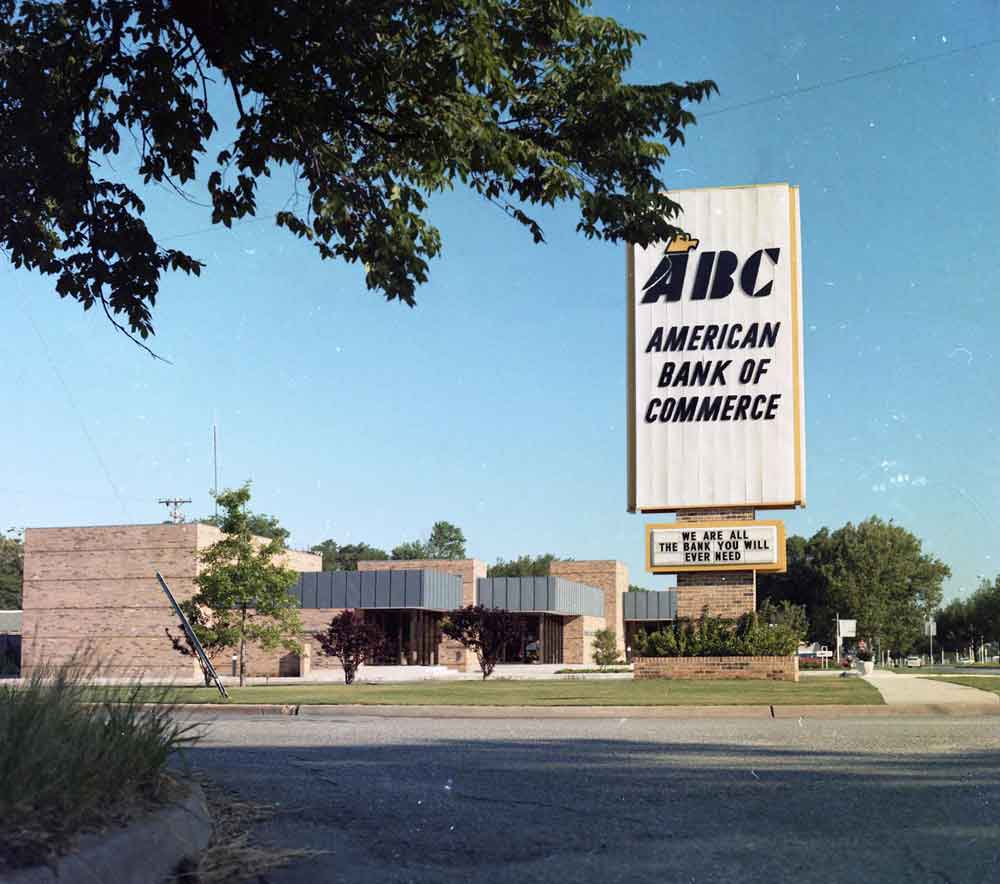 ABC
AMERICAN
BANK OF
COMMERCE
WE ARE ALL
THE BANK YOU WILL
EVER NEED